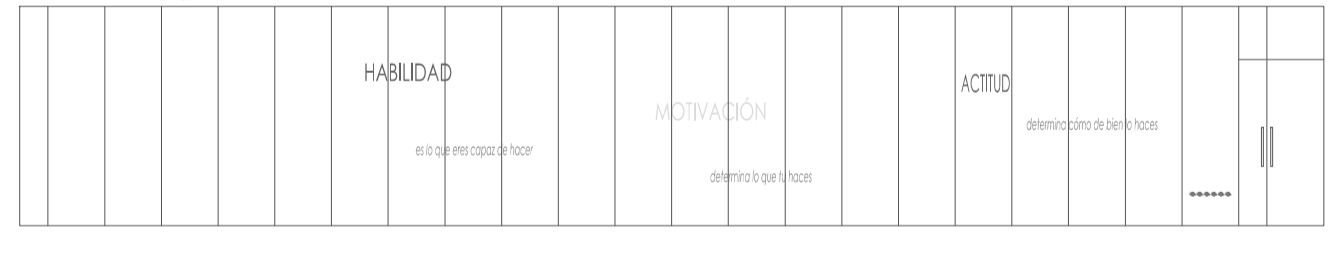 HABILIDAD
es lo que eres capaz de hacer
MOTIVACIÓN
determina lo que tu haces
ACTITUD
determina cómo de bien lo haces